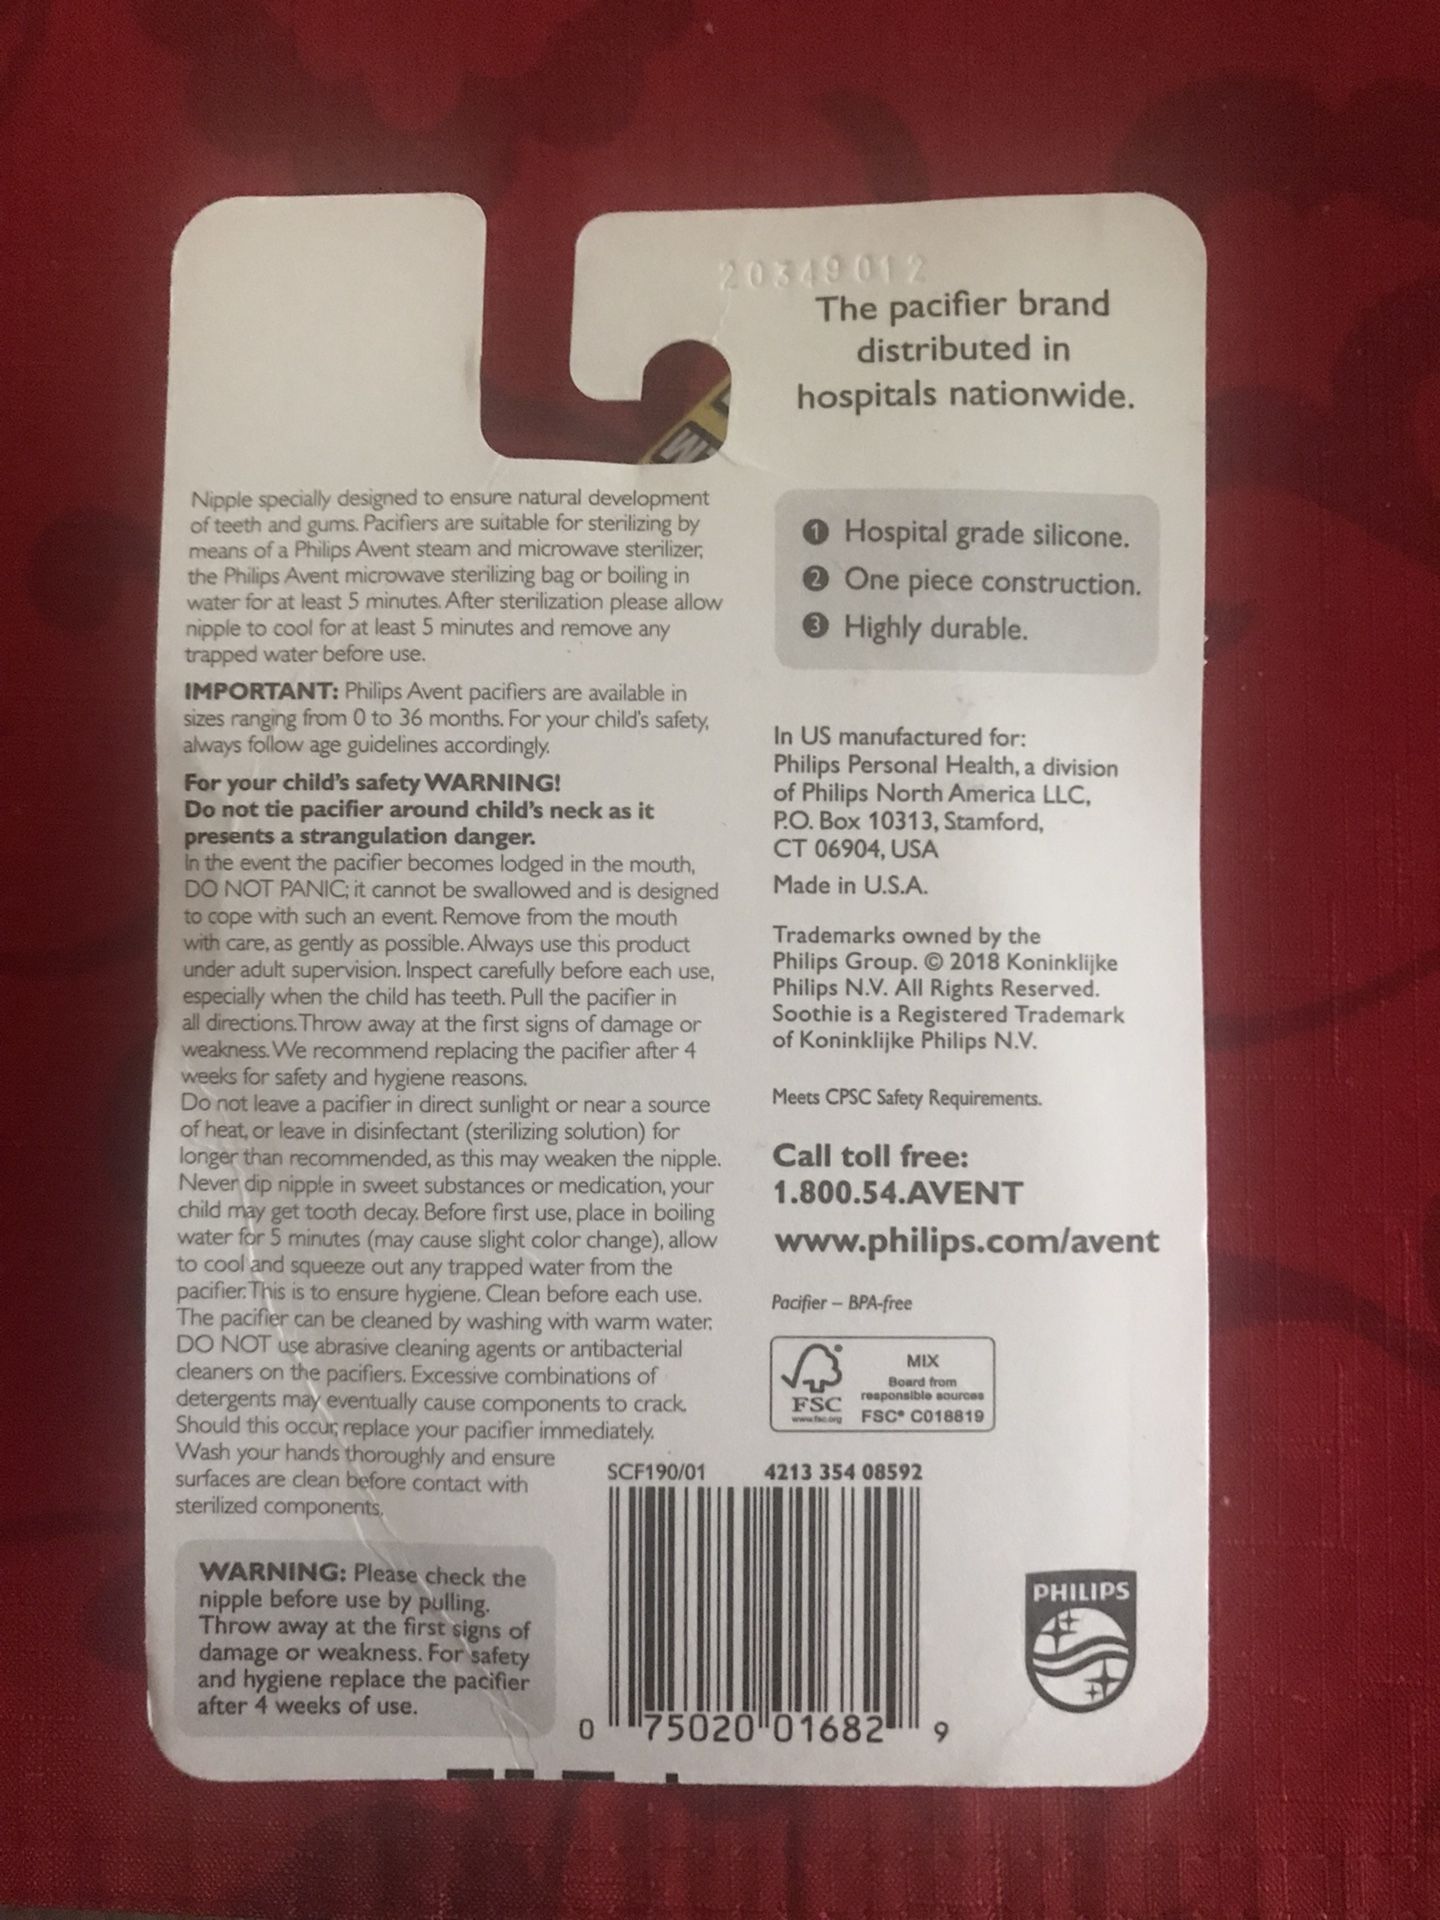 20349012
The pacifier brand
distributed in
hospitals nationwide.
Nipple specially designed to ensure natural development
of teeth and gums. Pacifiers are suitable for sterilizing by
means of a Philips Avent steam and microwave sterilizer,
the Philips Avent microwave sterilizing bag or boiling in
water for at least 5 minutes. After sterilization please allow
nipple to cool for at least 5 minutes and remove any
trapped water before use.
IMPORTANT: Philips Avent pacifiers are available in
sizes ranging from 0 to 36 months. For your child's safety,
always follow age guidelines accordingly.
For your child's safety WARNING!
Do not tie pacifier around child's neck as it
presents a strangulation danger.
In the event the pacifier becomes lodged in the mouth,
DO NOT PANIC; it cannot be swallowed and is designed
to cope with such an event. Remove from the mouth
with care, as gently as possible. Always use this product
under adult supervision. Inspect carefully before each use,
especially when the child has teeth. Pull the pacifier in
all directions. Throw away at the first signs of damage or
weakness. We recommend replacing the pacifier after 4
weeks for safety and hygiene reasons.
Do not leave a pacifier in direct sunlight or near a source
of heat, or leave in disinfectant (sterilizing solution) for
longer than recommended, as this may weaken the nipple.
Never dip nipple in sweet substances or medication, your
child may get tooth decay. Before first use, place in boiling
water for 5 minutes (may cause slight color change), allow
to cool and squeeze out any trapped water from the
pacifier. This is to ensure hygiene. Clean before each use.
The pacifier can be cleaned by washing with warm water.
DO NOT use abrasive cleaning agents or antibacterial
cleaners on the pacifiers. Excessive combinations of
detergents may eventually cause components to crack.
Should this occur, replace your pacifier immediately.
Wash your hands thoroughly and ensure
surfaces are clean before contact with
sterilized components.
WARNING: Please check the
nipple before use by pulling.
Throw away at the first signs of
damage or weakness. For safety
and hygiene replace the pacifier
after 4 weeks of use.
1 Hospital grade silicone.
2 One piece construction.
3 Highly durable.
In US manufactured for:
Philips Personal Health, a division
of Philips North America LLC,
P.O. Box 10313, Stamford,
CT 06904, USA
Made in U.S.A.
Trademarks owned by the
Philips Group. © 2018 Koninklijke
Philips N.V. All Rights Reserved.
Soothie is a Registered Trademark
of Koninklijke Philips N.V.
Meets CPSC Safety Requirements.
Call toll free:
1.800.54.AVENT
www.philips.com/avent
Pacifier – BPA-free
FSC
www.fsc.org
MIX
Board from
responsible sources
FSC® C018819
SCF190/01 4213 354 08592
0 75020 01682 9
PHILIPS